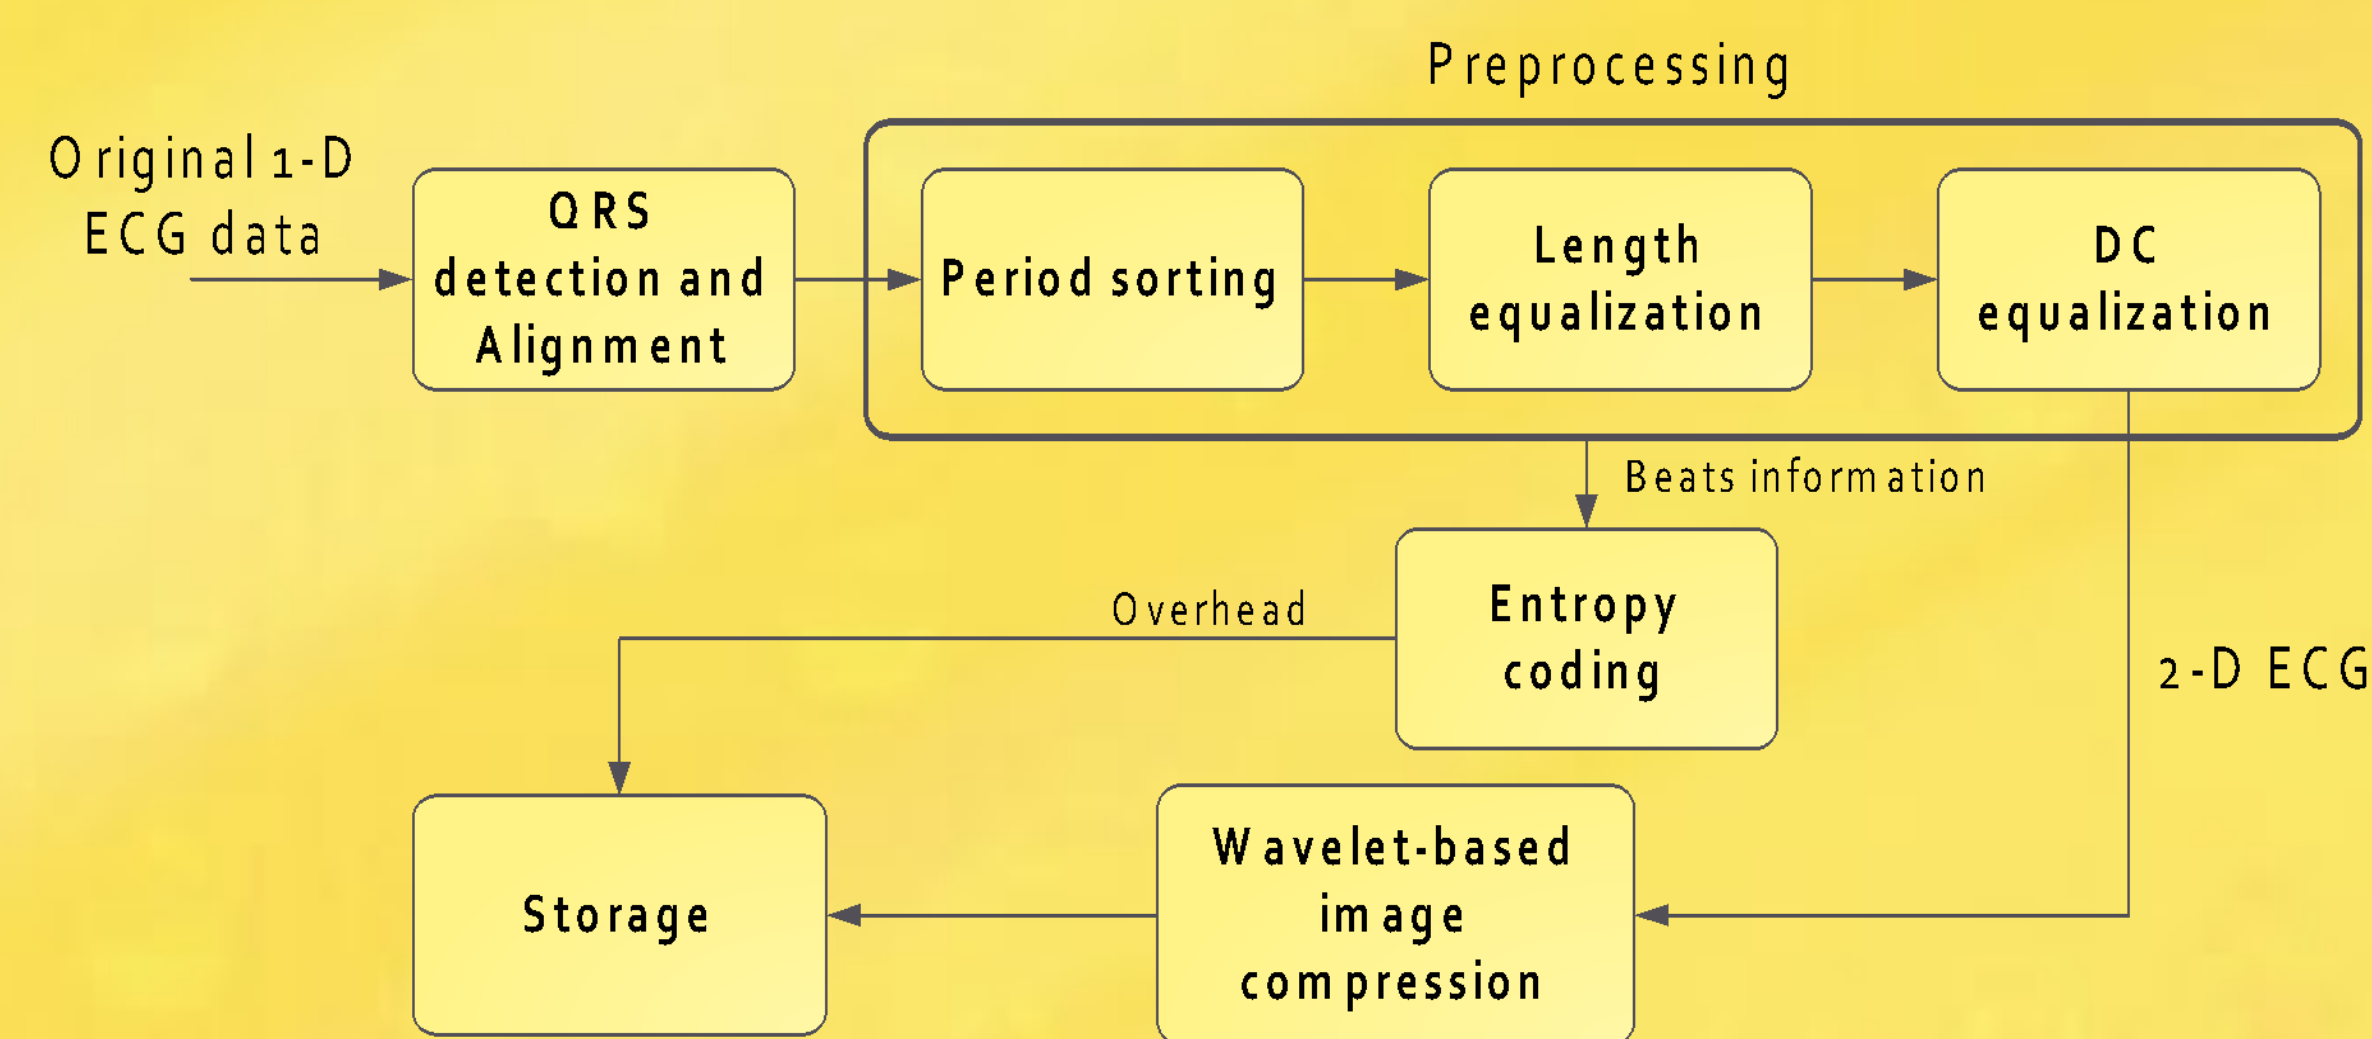 Preprocessing
Original 1-D
ECG data
QRS
detection and
Alignment
Period sorting
Length
equalization
DC
equalization
Beats information
Entropy
coding
Overhead
2-D ECG
Storage
Wavelet-based
image
compression